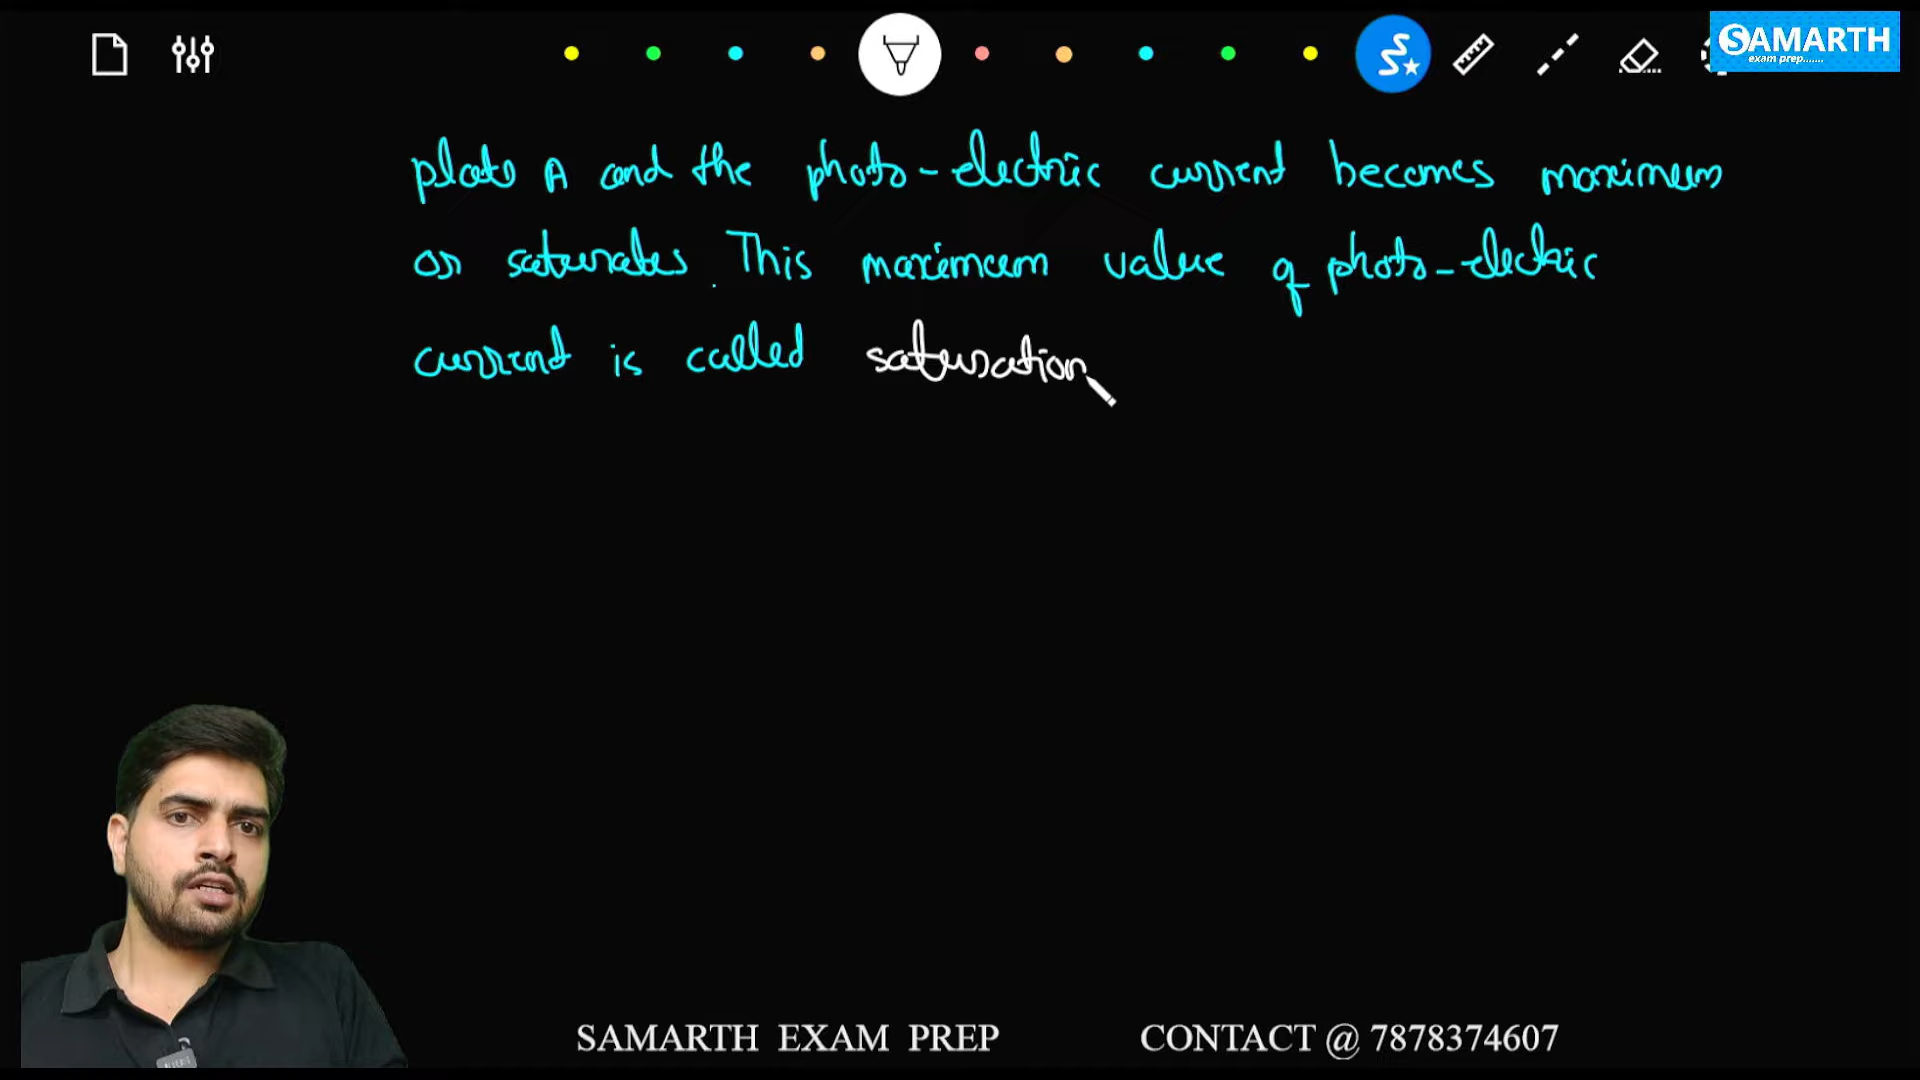 SAMARTH
exam prep.......
plate A and the photo-electric current becomes maximum
or saturates. This maximum value of photo-electric
current is called saturation
SAMARTH EXAM PREP CONTACT @ 7878374607